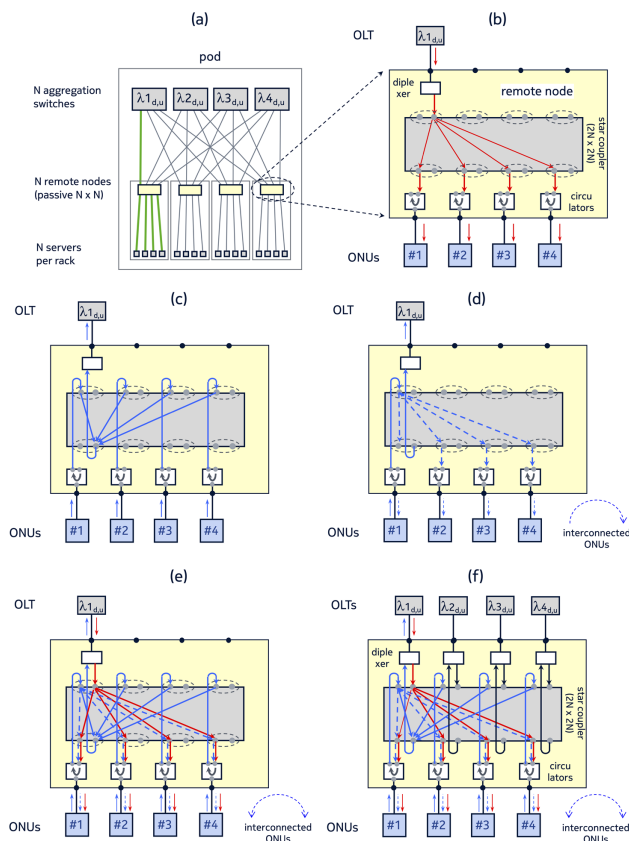 (a)
pod
N aggregation
switches
λ1d,u λ2d,u λ3d,u λ4d,u
N remote nodes
(passive N x N)
N servers
per rack
(b)
OLT
λ1d,u
diple
xer
remote node
star coupler
(2N x 2N)
circu
lators
ONUs
#1 #2 #3 #4
(c)
OLT
λ1d,u
ONUs
#1 #2 #3 #4
(d)
OLT
λ1d,u
ONUs
#1 #2 #3 #4
interconnected
ONUs
(e)
OLT
λ1d,u
ONUs
#1 #2 #3 #4
interconnected
ONUs
(f)
OLTs
λ1d,u λ2d,u λ3d,u λ4d,u
diple
xer
star coupler
(2N x 2N)
circu
lators
ONUs
#1 #2 #3 #4
interconnected
ONUs